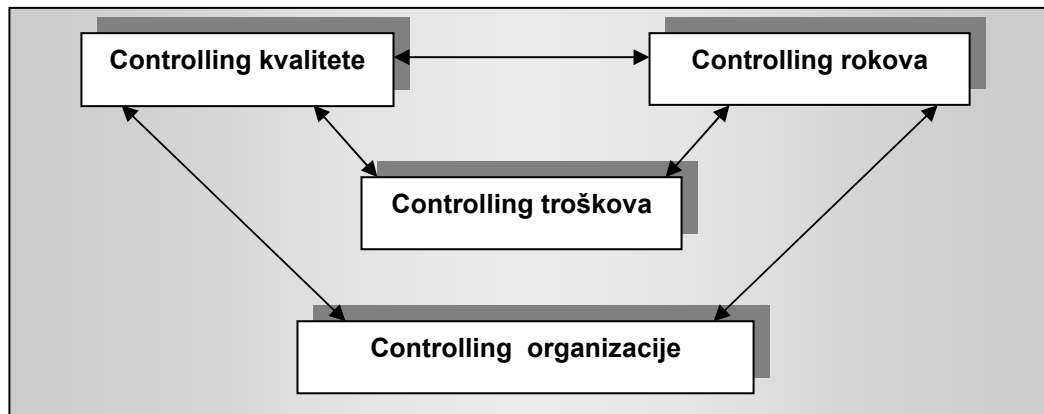 Controlling kvalitete
Controlling rokova
Controlling troškova
Controlling organizacije